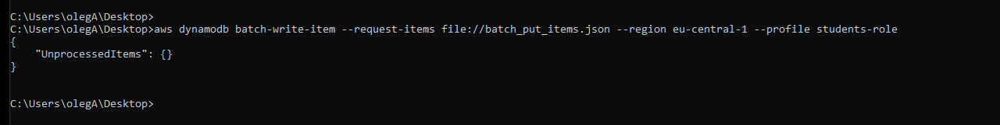 C:\Users\olegA\Desktop>
C:\Users\olegA\Desktop>aws dynamodb batch-write-item --request-items file://batch_put_items.json --region eu-central-1 --profile students-role
{
    "UnprocessedItems": {}
}
C:\Users\olegA\Desktop>